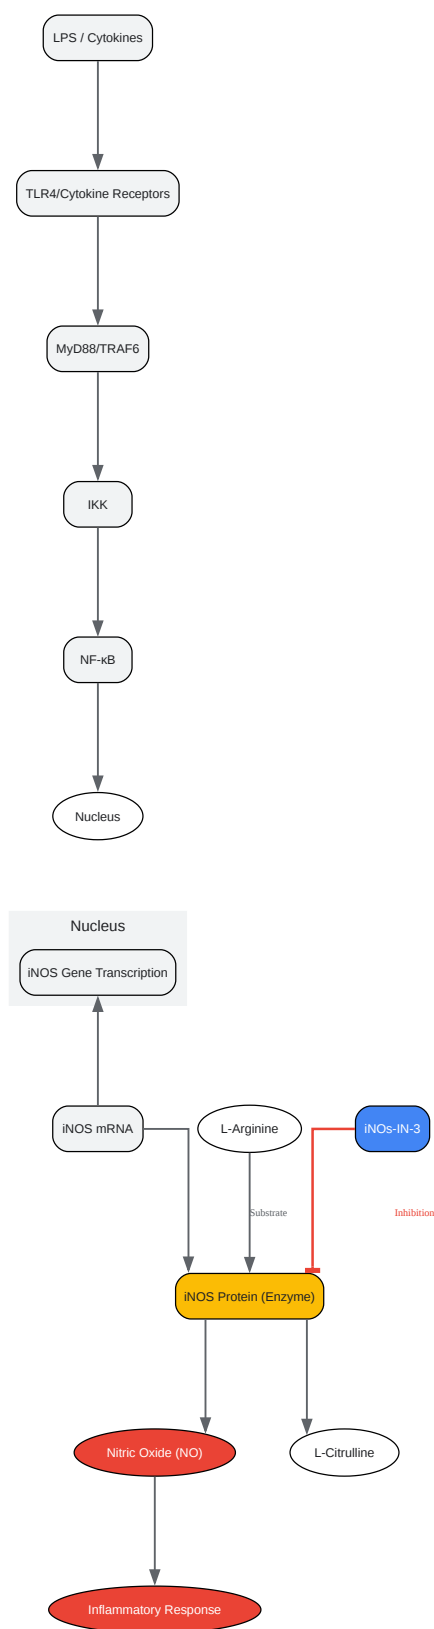 LPS / Cytokines
TLR4/Cytokine Receptors
MyD88/TRAF6
IKK
NF-κB
Nucleus
Nucleus
iNOS Gene Transcription
iNOS mRNA
L-Arginine
iNOs-IN-3
Substrate
Inhibition
iNOS Protein (Enzyme)
Nitric Oxide (NO)
L-Citrulline
Inflammatory Response